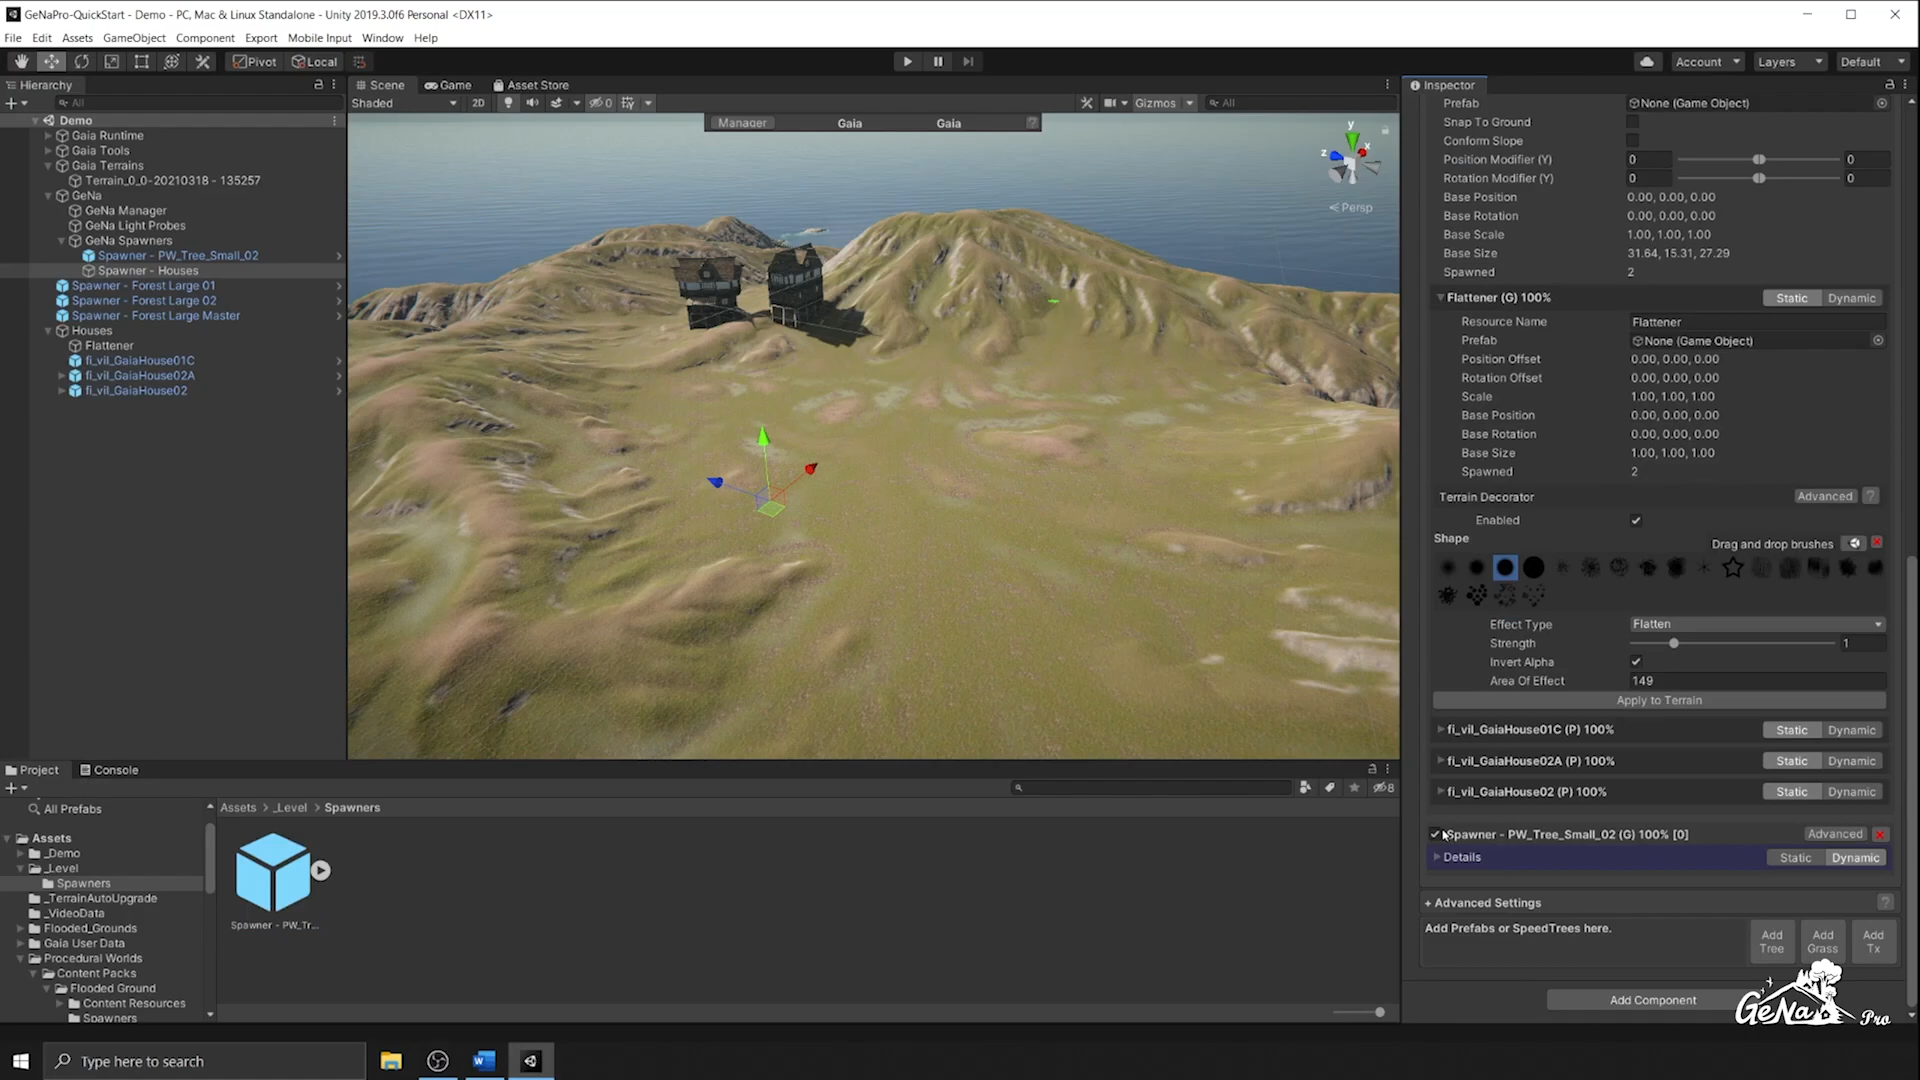 GeNaPro-QuickStart - Demo - PC, Mac & Linux Standalone - Unity 2019.3.0f6 Personal <DX11>
File Edit Assets GameObject Component Export Mobile Input Window Help
Pivot Local Account Layers Default
Hierarchy
All
Demo
Gaia Runtime
Gaia Tools
Gaia Terrains
Terrain_0_0-20210318 - 135257
GeNa
GeNa Manager
GeNa Light Probes
GeNa Spawners
Spawner - PW_Tree_Small_02
Spawner - Houses
Spawner - Forest Large 01
Spawner - Forest Large 02
Spawner - Forest Large Master
Houses
Flattener
fi_vil_GaiaHouse01C
fi_vil_GaiaHouse02A
fi_vil_GaiaHouse02
Scene Game Asset Store
Shaded 2D 0 Gizmos All
Manager Gaia Gaia
y
z x
Persp
Inspector
Prefab None (Game Object)
Snap To Ground
Conform Slope
Position Modifier (Y) 0 0
Rotation Modifier (Y) 0 0
Base Position 0.00, 0.00, 0.00
Base Rotation 0.00, 0.00, 0.00
Base Scale 1.00, 1.00, 1.00
Base Size 31.64, 15.31, 27.29
Spawned 2
Flattener (G) 100% Static Dynamic
Resource Name Flattener
Prefab None (Game Object)
Position Offset 0.00, 0.00, 0.00
Rotation Offset 0.00, 0.00, 0.00
Scale 1.00, 1.00, 1.00
Base Position 0.00, 0.00, 0.00
Base Rotation 0.00, 0.00, 0.00
Base Size 1.00, 1.00, 1.00
Spawned 2
Terrain Decorator Advanced ?
Enabled
Shape
Drag and drop brushes
Effect Type Flatten
Strength 1
Invert Alpha
Area Of Effect 149
Apply to Terrain
fi_vil_GaiaHouse01C (P) 100% Static Dynamic
fi_vil_GaiaHouse02A (P) 100% Static Dynamic
fi_vil_GaiaHouse02 (P) 100% Static Dynamic
Spawner - PW_Tree_Small_02 (G) 100% [0] Advanced
Details Static Dynamic
+ Advanced Settings ?
Add Prefabs or SpeedTrees here.
Add Tree
Add Grass
Add Tx
Add Component
GeNa Pro
Project Console
8
All Prefabs
Assets
_Demo
_Level
Spawners
_TerrainAutoUpgrade
_VideoData
Flooded_Grounds
Gaia User Data
Procedural Worlds
Content Packs
Flooded Ground
Content Resources
Spawners
Assets > _Level > Spawners
Spawner - PW_Tr...
Type here to search